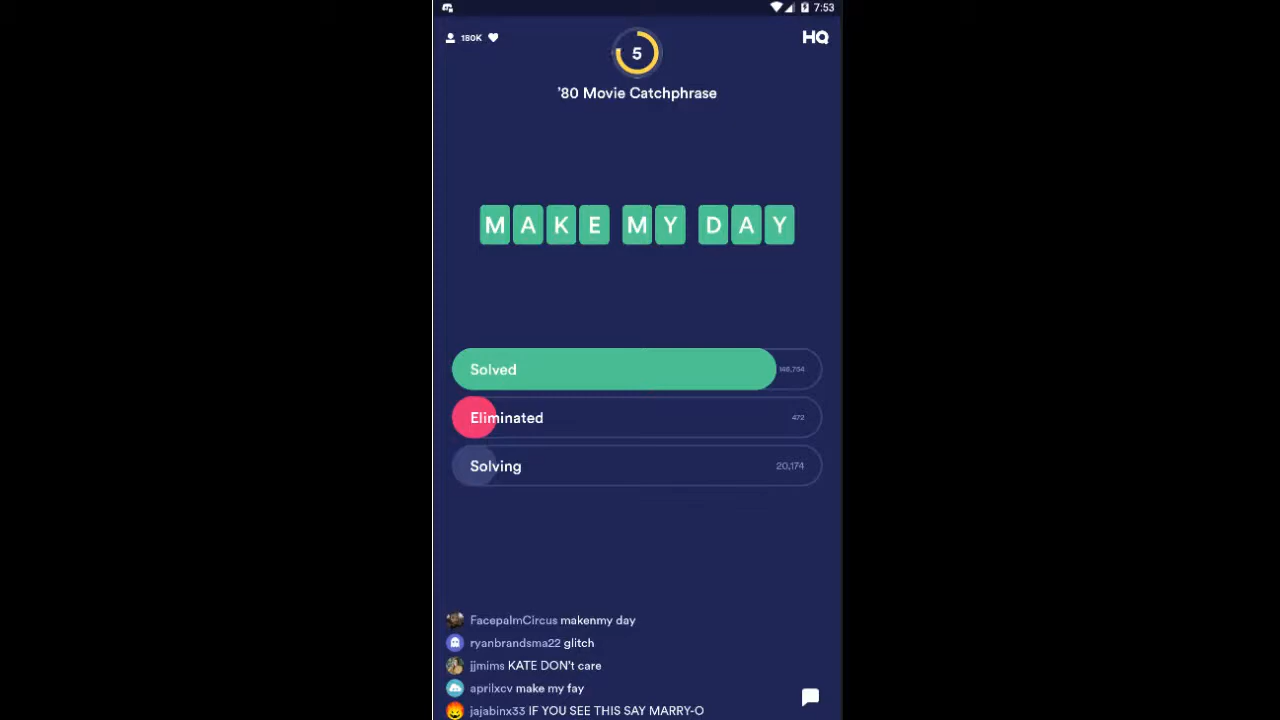 7:53
180K
5
HQ
'80 Movie Catchphrase
MAKE MY DAY
Solved
Eliminated 472
Solving 20,174
FacepalmCircus makenmy day
ryanbrandsma22 glitch
jjmims KATE DON't care
aprilxcv make my fay
jajabinx33 IF YOU SEE THIS SAY MARRY-O